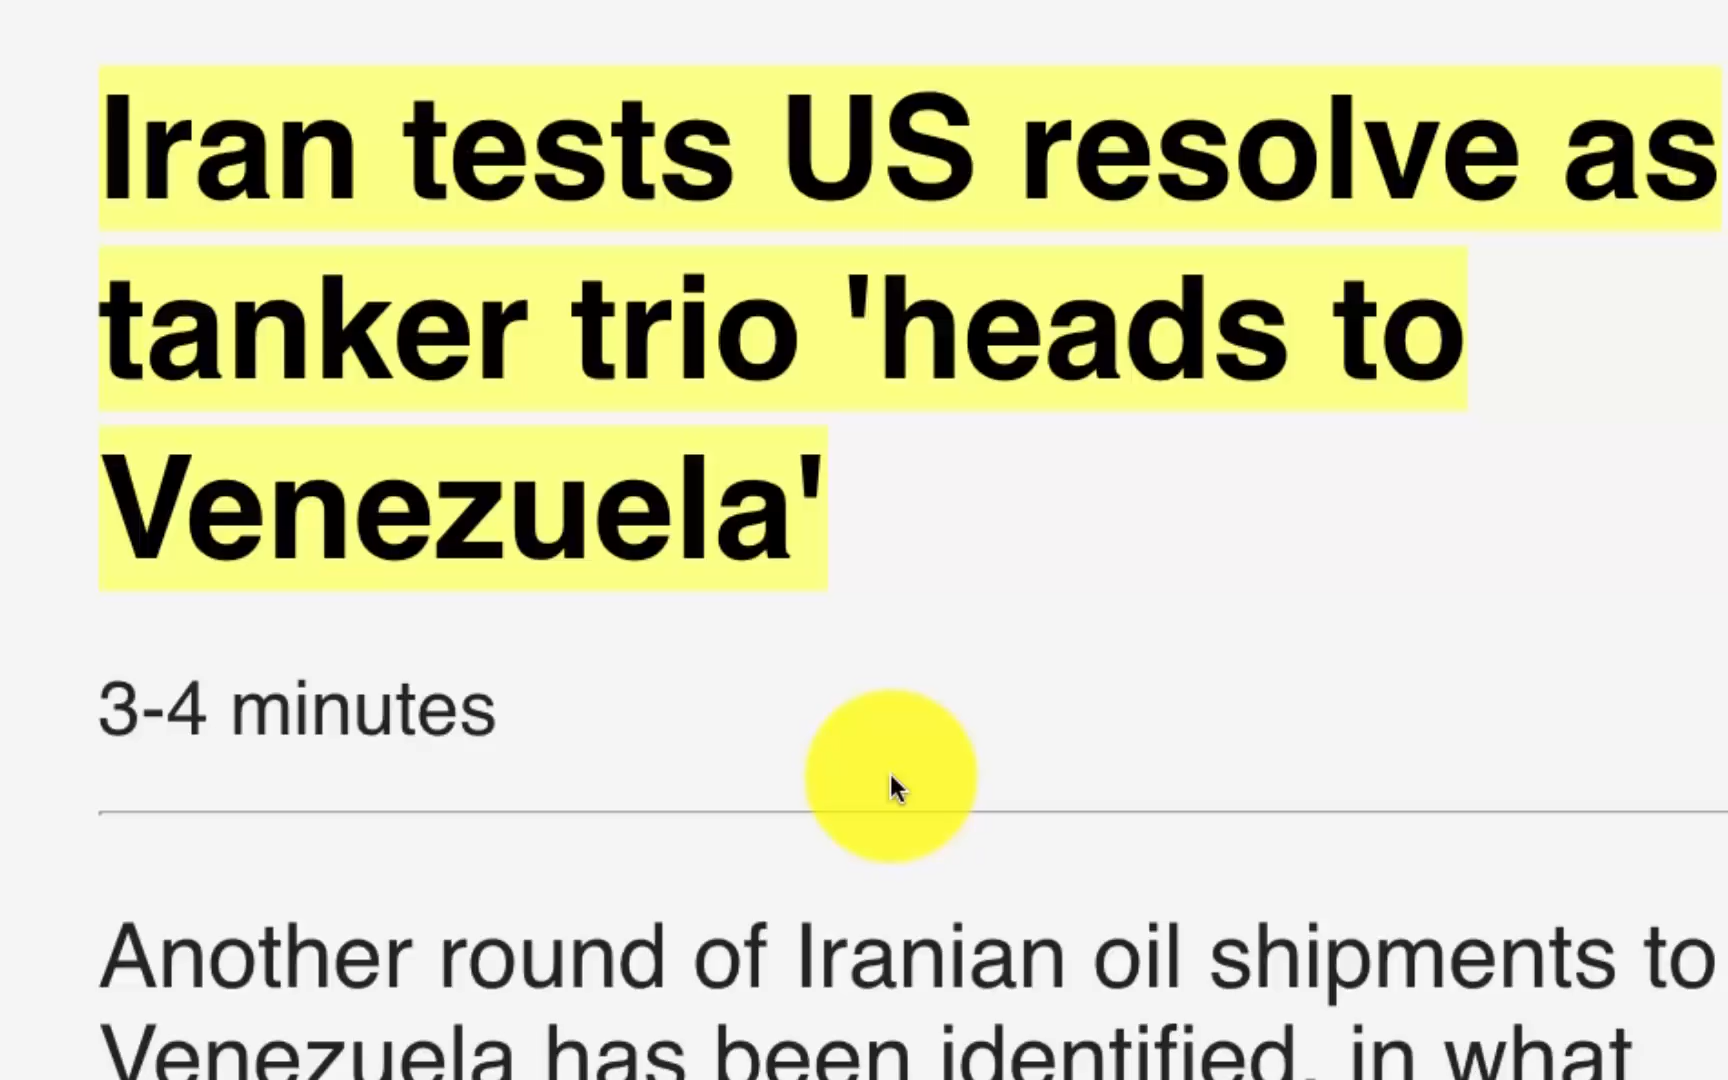 Iran tests US resolve as
tanker trio 'heads to
Venezuela'
3-4 minutes
Another round of Iranian oil shipments to
Venezuela has been identified, in what